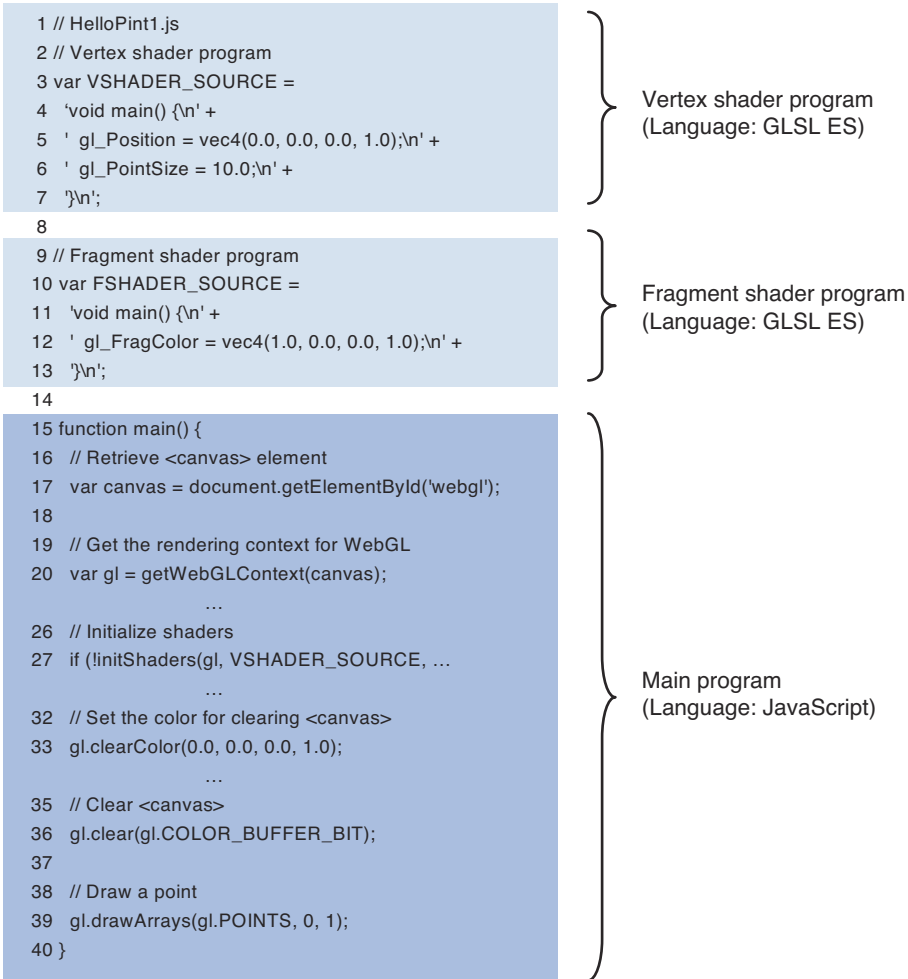 1 // HelloPint1.js
2 // Vertex shader program
3 var VSHADER_SOURCE =
4 ‘void main() {\n' +
5 ' gl_Position = vec4(0.0, 0.0, 0.0, 1.0);\n' +
6 ' gl_PointSize = 10.0;\n' +
7 '}\n';
8
9 // Fragment shader program
10 var FSHADER_SOURCE =
11 'void main() {\n' +
12 ' gl_FragColor = vec4(1.0, 0.0, 0.0, 1.0);\n' +
13 '}\n';
14
15 function main() {
16 // Retrieve <canvas> element
17 var canvas = document.getElementById('webgl');
18
19 // Get the rendering context for WebGL
20 var gl = getWebGLContext(canvas);
…
26 // Initialize shaders
27 if (!initShaders(gl, VSHADER_SOURCE, …
…
32 // Set the color for clearing <canvas>
33 gl.clearColor(0.0, 0.0, 0.0, 1.0);
…
35 // Clear <canvas>
36 gl.clear(gl.COLOR_BUFFER_BIT);
37
38 // Draw a point
39 gl.drawArrays(gl.POINTS, 0, 1);
40 }
Vertex shader program
(Language: GLSL ES)
Fragment shader program
(Language: GLSL ES)
Main program
(Language: JavaScript)